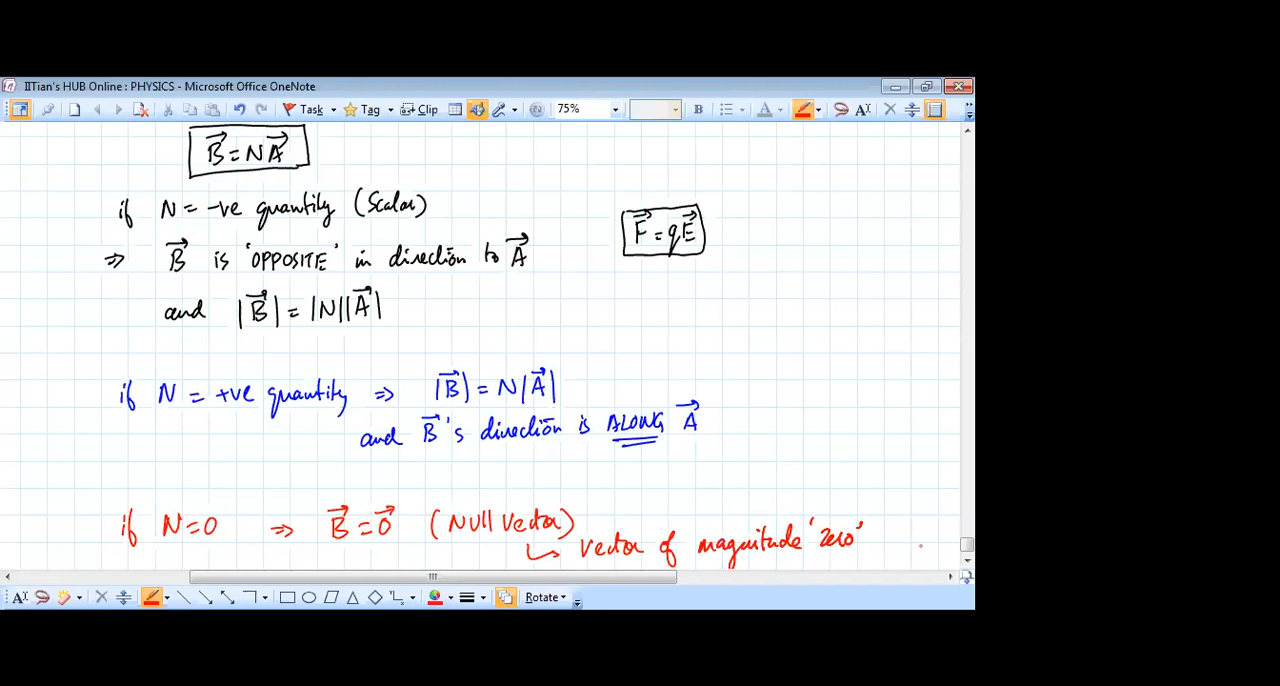 IITian's HUB Online : PHYSICS - Microsoft Office OneNote
Task Tag Clip 75% B A
B⃗ = NA⃗
if N = -ve quantity (Scalar)
F⃗ = qE⃗
⇒ B⃗ is 'OPPOSITE' in direction to A⃗
and |B⃗| = |N||A⃗|
if N = +ve quantity ⇒ |B⃗| = N|A⃗|
and B⃗'s direction is ALONG A⃗
if N=0 ⇒ B⃗ = 0⃗ (Null Vector)
↳ vector of magnitude 'zero'
Rotate